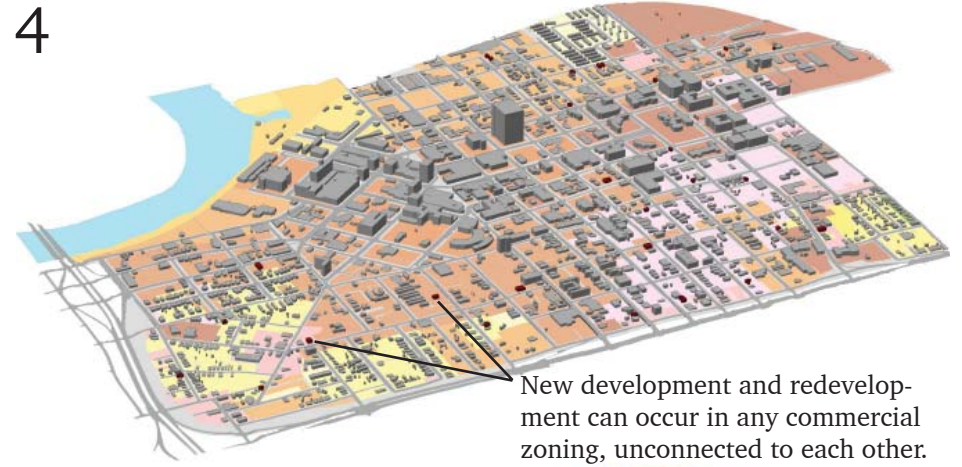 4
New development and redevelop-
ment can occur in any commercial
zoning, unconnected to each other.